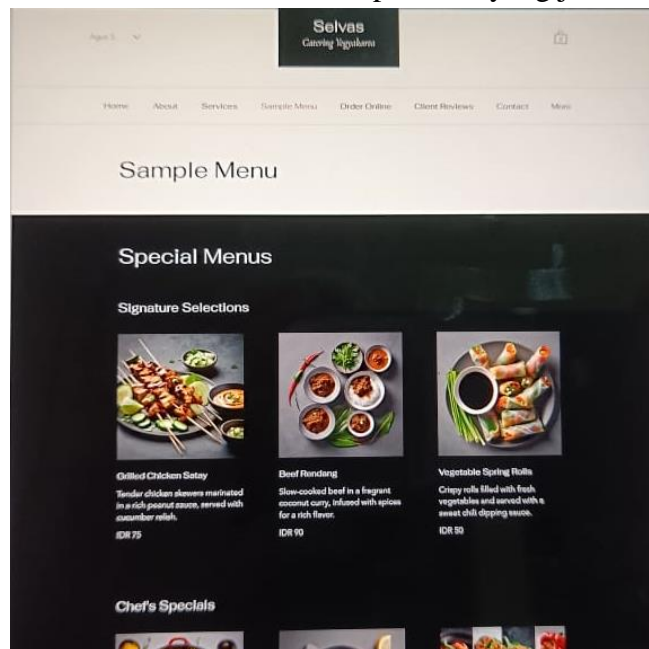 Selvas
Catering Yogyakarta
Home About Services Sample Menu Order Online Client Reviews Contact More
Sample Menu
Special Menus
Signature Selections
Grilled Chicken Satay
Tender chicken skewers marinated
in a rich peanut sauce, served with
cucumber relish.
IDR 75
Beef Rendang
Slow-cooked beef in a fragrant
coconut curry, infused with spices
for a rich flavor.
IDR 90
Vegetable Spring Rolls
Crispy rolls filled with fresh
vegetables and served with a
sweet chili dipping sauce.
IDR 50
Chef's Specials